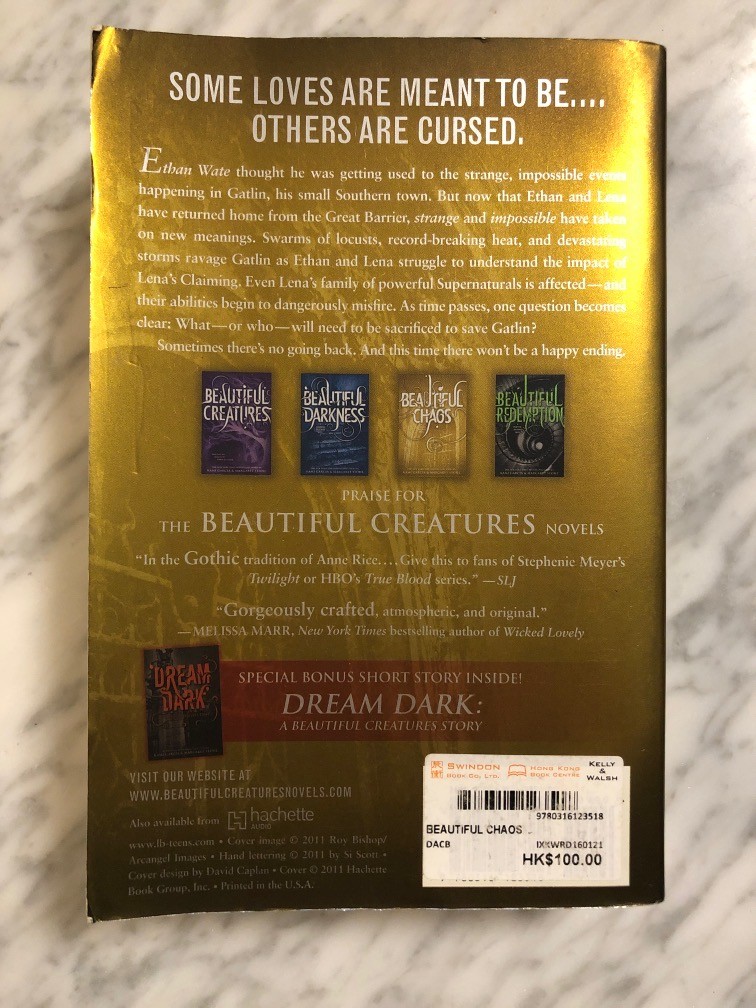 SOME LOVES ARE MEANT TO BE....
OTHERS ARE CURSED.
Ethan Wate thought he was getting used to the strange, impossible events
happening in Gatlin, his small Southern town. But now that Ethan and Lena
have returned home from the Great Barrier, strange and impossible have taken
on new meanings. Swarms of locusts, record-breaking heat, and devastating
storms ravage Gatlin as Ethan and Lena struggle to understand the impact of
Lena's Claiming. Even Lena's family of powerful Supernaturals is affected—and
their abilities begin to dangerously misfire. As time passes, one question becomes
clear: What—or who—will need to be sacrificed to save Gatlin?
Sometimes there's no going back. And this time there won't be a happy ending.
BEAUTIFUL CREATURES
BEAUTIFUL DARKNESS
BEAUTIFUL CHAOS
BEAUTIFUL REDEMPTION
PRAISE FOR
THE BEAUTIFUL CREATURES NOVELS
"In the Gothic tradition of Anne Rice.... Give this to fans of Stephenie Meyer's
Twilight or HBO's True Blood series." —SLJ
"Gorgeously crafted, atmospheric, and original."
—MELISSA MARR, New York Times bestselling author of Wicked Lovely
DREAM DARK
SPECIAL BONUS SHORT STORY INSIDE!
DREAM DARK:
A BEAUTIFUL CREATURES STORY
VISIT OUR WEBSITE AT
WWW.BEAUTIFULCREATURESNOVELS.COM
Also available from hachette AUDIO
www.lb-teens.com • Cover image © 2011 Roy Bishop/
Arcangel Images • Hand lettering © 2011 by Si Scott •
Cover design by David Caplan • Cover © 2011 Hachette
Book Group, Inc. • Printed in the U.S.A.
SWINDON BOOK CO., LTD.
HONG KONG BOOK CENTRE
KELLY & WALSH
9780316123518
BEAUTIFUL CHAOS
DACB
IXKWRD160121
HK$100.00